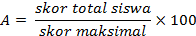 A = skor total siswa / skor maksimal × 100